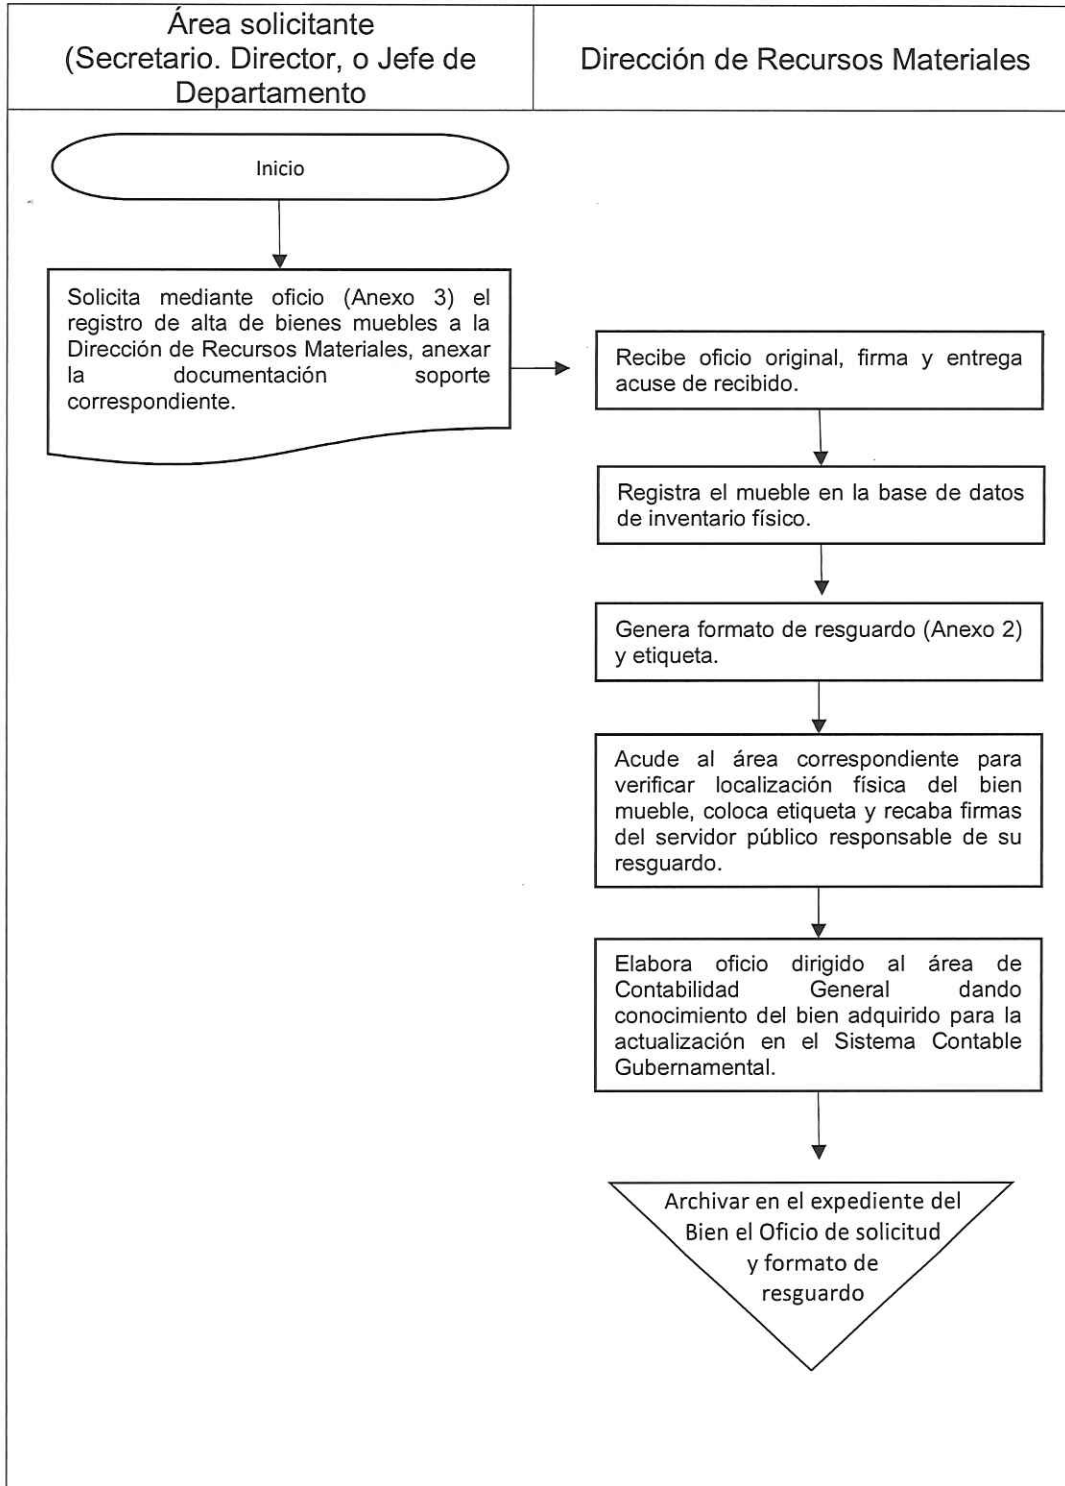 Área solicitante
(Secretario. Director, o Jefe de
Departamento
Dirección de Recursos Materiales
Inicio
Solicita mediante oficio (Anexo 3) el
registro de alta de bienes muebles a la
Dirección de Recursos Materiales, anexar
la documentación soporte
correspondiente.
Recibe oficio original, firma y entrega
acuse de recibido.
Registra el mueble en la base de datos
de inventario físico.
Genera formato de resguardo (Anexo 2)
y etiqueta.
Acude al área correspondiente para
verificar localización física del bien
mueble, coloca etiqueta y recaba firmas
del servidor público responsable de su
resguardo.
Elabora oficio dirigido al área de
Contabilidad General dando
conocimiento del bien adquirido para la
actualización en el Sistema Contable
Gubernamental.
Archivar en el expediente del
Bien el Oficio de solicitud
y formato de
resguardo